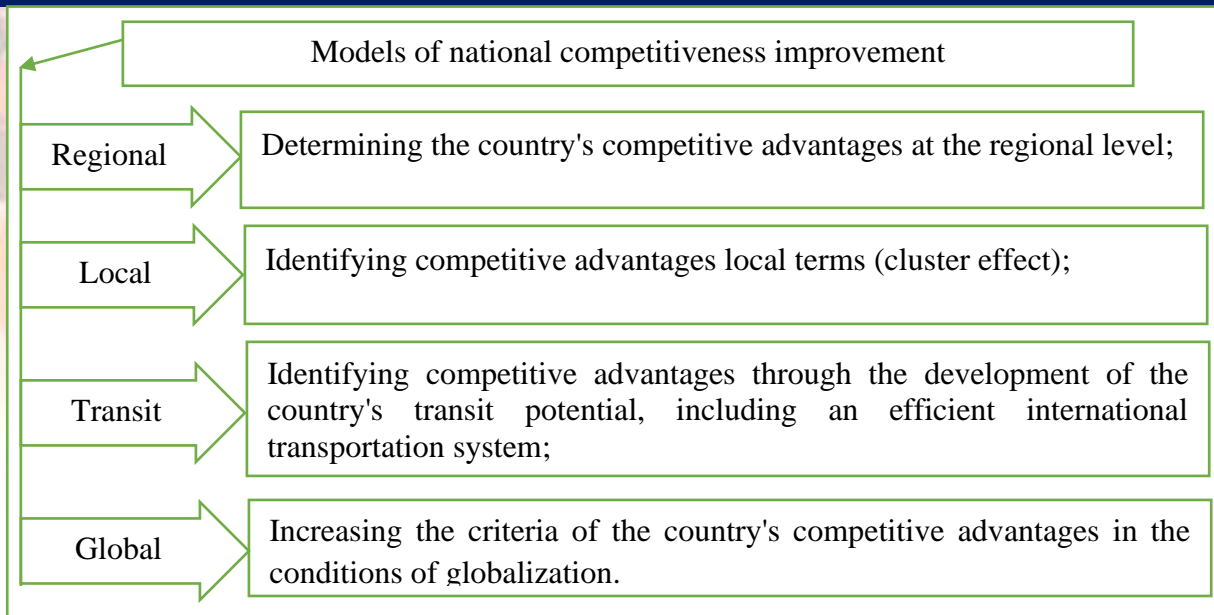 Models of national competitiveness improvement
Regional
Determining the country's competitive advantages at the regional level;
Local
Identifying competitive advantages local terms (cluster effect);
Transit
Identifying competitive advantages through the development of the
country's transit potential, including an efficient international
transportation system;
Global
Increasing the criteria of the country's competitive advantages in the
conditions of globalization.